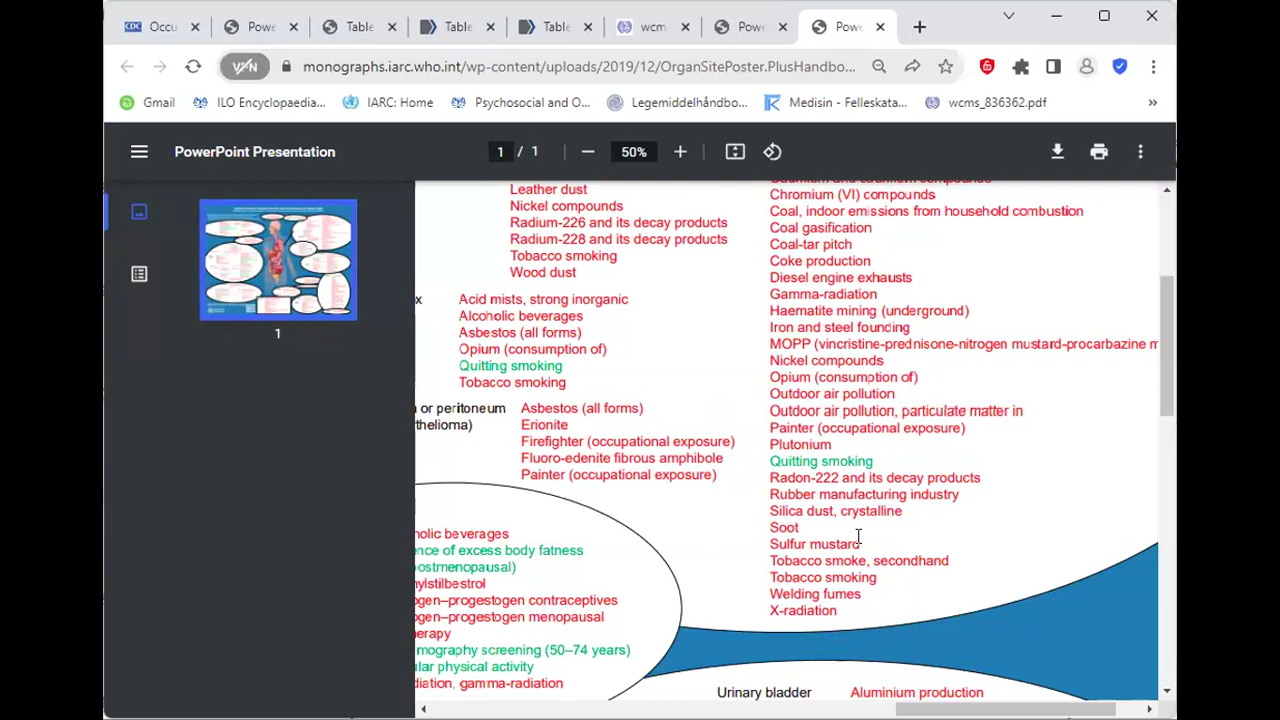 CDC Occu
Powe
Table
Table
Table
wcm
Powe
Powe
VPN
monographs.iarc.who.int/wp-content/uploads/2019/12/OrganSitePoster.PlusHandbo...
6
Gmail
ILO Encyclopaedia...
IARC: Home
Psychosocial and O...
Legemiddelhåndbo...
Medisin - Felleskata...
wcms_836362.pdf
»
PowerPoint Presentation
1 / 1
50%
1
Leather dust
Nickel compounds
Radium-226 and its decay products
Radium-228 and its decay products
Tobacco smoking
Wood dust
x
Acid mists, strong inorganic
Alcoholic beverages
Asbestos (all forms)
Opium (consumption of)
Quitting smoking
Tobacco smoking
or peritoneum
thelioma)
Asbestos (all forms)
Erionite
Firefighter (occupational exposure)
Fluoro-edenite fibrous amphibole
Painter (occupational exposure)
holic beverages
ence of excess body fatness
postmenopausal)
ylstilbestrol
ogen–progestogen contraceptives
ogen–progestogen menopausal
erapy
mography screening (50–74 years)
ular physical activity
diation, gamma-radiation
Cadmium and cadmium compounds
Chromium (VI) compounds
Coal, indoor emissions from household combustion
Coal gasification
Coal-tar pitch
Coke production
Diesel engine exhausts
Gamma-radiation
Haematite mining (underground)
Iron and steel founding
MOPP (vincristine-prednisone-nitrogen mustard-procarbazine m
Nickel compounds
Opium (consumption of)
Outdoor air pollution
Outdoor air pollution, particulate matter in
Painter (occupational exposure)
Plutonium
Quitting smoking
Radon-222 and its decay products
Rubber manufacturing industry
Silica dust, crystalline
Soot
Sulfur mustard
Tobacco smoke, secondhand
Tobacco smoking
Welding fumes
X-radiation
Urinary bladder
Aluminium production